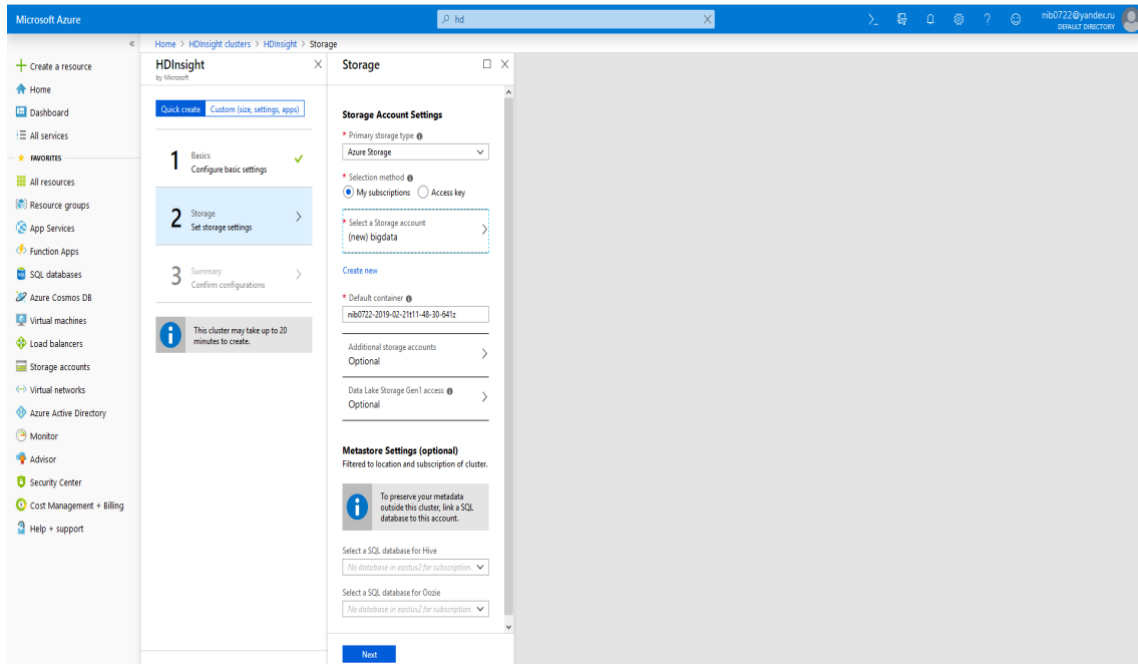 Microsoft Azure
hd
nib0722@yandex.ru
DEFAULT DIRECTORY
Home > HDInsight clusters > HDInsight > Storage
Create a resource
Home
Dashboard
All services
FAVORITES
All resources
Resource groups
App Services
Function Apps
SQL databases
Azure Cosmos DB
Virtual machines
Load balancers
Storage accounts
Virtual networks
Azure Active Directory
Monitor
Advisor
Security Center
Cost Management + Billing
Help + support
HDInsight
by Microsoft
Quick create
Custom (size, settings, apps)
1
Basics
Configure basic settings
2
Storage
Set storage settings
3
Summary
Confirm configurations
This cluster may take up to 20
minutes to create.
Storage
Storage Account Settings
* Primary storage type
Azure Storage
* Selection method
My subscriptions
Access key
* Select a Storage account
(new) bigdata
Create new
* Default container
nib0722-2019-02-21t11-48-30-641z
Additional storage accounts
Optional
Data Lake Storage Gen1 access
Optional
Metastore Settings (optional)
Filtered to location and subscription of cluster.
To preserve your metadata
outside this cluster, link a SQL
database to this account.
Select a SQL database for Hive
No database in eastus2 for subscription.
Select a SQL database for Oozie
No database in eastus2 for subscription.
Next